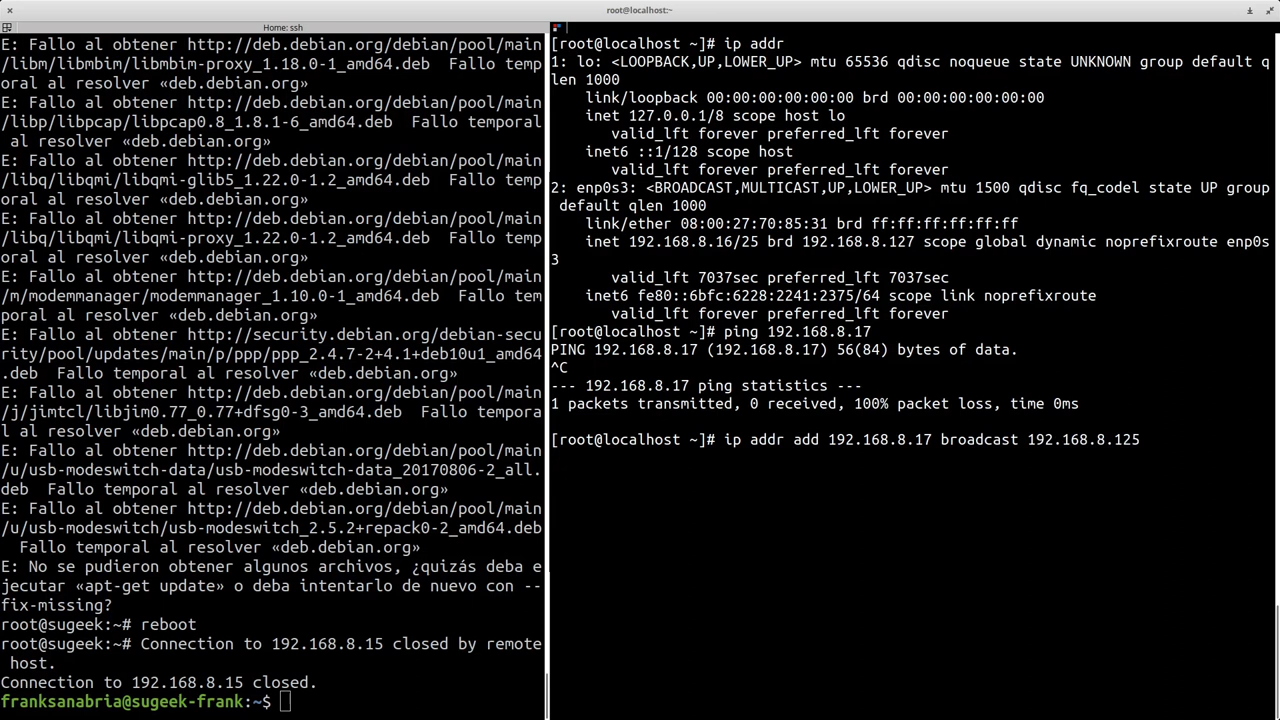 root@localhost:~
Home: ssh
E: Fallo al obtener http://deb.debian.org/debian/pool/main
/libm/libmbim/libmbim-proxy_1.18.0-1_amd64.deb  Fallo temp
oral al resolver «deb.debian.org»
E: Fallo al obtener http://deb.debian.org/debian/pool/main
/libp/libpcap/libpcap0.8_1.8.1-6_amd64.deb  Fallo temporal
 al resolver «deb.debian.org»
E: Fallo al obtener http://deb.debian.org/debian/pool/main
/libq/libqmi/libqmi-glib5_1.22.0-1.2_amd64.deb  Fallo temp
oral al resolver «deb.debian.org»
E: Fallo al obtener http://deb.debian.org/debian/pool/main
/libq/libqmi/libqmi-proxy_1.22.0-1.2_amd64.deb  Fallo temp
oral al resolver «deb.debian.org»
E: Fallo al obtener http://deb.debian.org/debian/pool/main
/m/modemmanager/modemmanager_1.10.0-1_amd64.deb  Fallo tem
poral al resolver «deb.debian.org»
E: Fallo al obtener http://security.debian.org/debian-secu
rity/pool/updates/main/p/ppp/ppp_2.4.7-2+4.1+deb10u1_amd64
.deb  Fallo temporal al resolver «deb.debian.org»
E: Fallo al obtener http://deb.debian.org/debian/pool/main
/j/jimtcl/libjim0.77_0.77+dfsg0-3_amd64.deb  Fallo tempora
l al resolver «deb.debian.org»
E: Fallo al obtener http://deb.debian.org/debian/pool/main
/u/usb-modeswitch-data/usb-modeswitch-data_20170806-2_all.
deb  Fallo temporal al resolver «deb.debian.org»
E: Fallo al obtener http://deb.debian.org/debian/pool/main
/u/usb-modeswitch/usb-modeswitch_2.5.2+repack0-2_amd64.deb
  Fallo temporal al resolver «deb.debian.org»
E: No se pudieron obtener algunos archivos, ¿quizás deba e
jecutar «apt-get update» o deba intentarlo de nuevo con --
fix-missing?
root@sugeek:~# reboot
root@sugeek:~# Connection to 192.168.8.15 closed by remote
 host.
Connection to 192.168.8.15 closed.
franksanabria@sugeek-frank:~$
[root@localhost ~]# ip addr
1: lo: <LOOPBACK,UP,LOWER_UP> mtu 65536 qdisc noqueue state UNKNOWN group default q
len 1000
    link/loopback 00:00:00:00:00:00 brd 00:00:00:00:00:00
    inet 127.0.0.1/8 scope host lo
       valid_lft forever preferred_lft forever
    inet6 ::1/128 scope host
       valid_lft forever preferred_lft forever
2: enp0s3: <BROADCAST,MULTICAST,UP,LOWER_UP> mtu 1500 qdisc fq_codel state UP group
 default qlen 1000
    link/ether 08:00:27:70:85:31 brd ff:ff:ff:ff:ff:ff
    inet 192.168.8.16/25 brd 192.168.8.127 scope global dynamic noprefixroute enp0s
3
       valid_lft 7037sec preferred_lft 7037sec
    inet6 fe80::6bfc:6228:2241:2375/64 scope link noprefixroute
       valid_lft forever preferred_lft forever
[root@localhost ~]# ping 192.168.8.17
PING 192.168.8.17 (192.168.8.17) 56(84) bytes of data.
^C
--- 192.168.8.17 ping statistics ---
1 packets transmitted, 0 received, 100% packet loss, time 0ms
[root@localhost ~]# ip addr add 192.168.8.17 broadcast 192.168.8.125